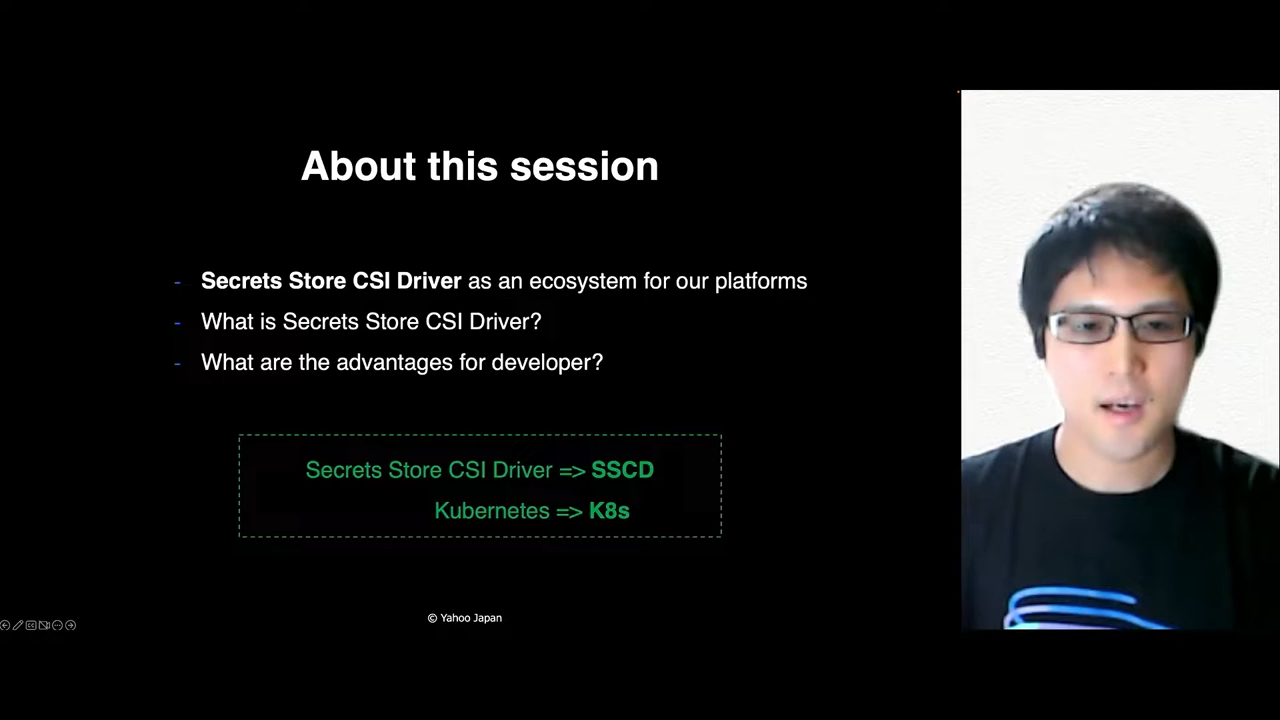 About this session
- Secrets Store CSI Driver as an ecosystem for our platforms
- What is Secrets Store CSI Driver?
- What are the advantages for developer?
Secrets Store CSI Driver => SSCD
Kubernetes => K8s
© Yahoo Japan